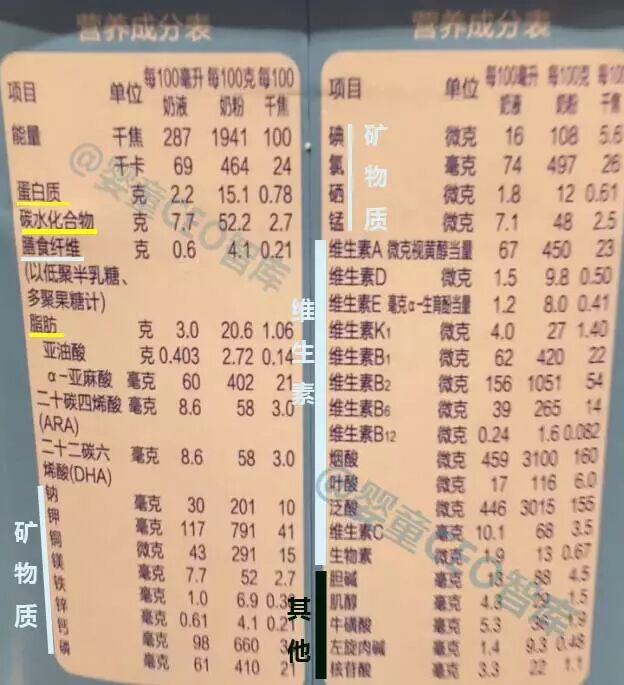 营养成分表
项目 单位 每100毫升奶液 每100克奶粉 每100千焦
能量 千焦 287 1941 100
千卡 69 464 24
蛋白质 克 2.2 15.1 0.78
碳水化合物 克 7.7 52.2 2.7
膳食纤维 克 0.6 4.1 0.21
(以低聚半乳糖、
多聚果糖计)
脂肪 克 3.0 20.6 1.06
亚油酸 克 0.403 2.72 0.14
α-亚麻酸 毫克 60 402 21
二十碳四烯酸 毫克 8.6 58 3.0
(ARA)
二十二碳六 毫克 8.6 58 3.0
烯酸(DHA)
钠 毫克 30 201 10
钾 毫克 117 791 41
铜 微克 43 291 15
镁 毫克 7.7 52 2.7
铁 毫克 1.0 6.9
锌 毫克 0.61 4.1
钙 毫克 98 660
磷 毫克 61 410 21
矿物质
营养成分表
项目 单位 每100毫升奶液 每100克奶粉 每100千焦
碘 微克 16 108 5.6
氯 毫克 74 497 26
硒 微克 1.8 12 0.61
锰 微克 7.1 48 2.5
矿物质
维生素A 微克视黄醇当量 67 450 23
维生素D 微克 1.5 9.8 0.50
维生素E 毫克α-生育酚当量 1.2 8.0 0.41
维生素K₁ 微克 4.0 27 1.40
维生素B₁ 微克 62 420 22
维生素B₂ 微克 156 1051 54
维生素B₆ 微克 39 265 14
维生素B₁₂ 微克 0.24 1.6 0.082
烟酸 微克 459 3100 160
叶酸 微克 17 116 6.0
泛酸 微克 446 3015 155
维生素C 毫克 10.1 68 3.5
生物素 微克 1.9 13 0.67
维生素
胆碱 毫克 13 88 4.5
肌醇 毫克 1.5
牛磺酸 毫克 5.3 36 1.9
左旋肉碱 毫克 1.4 9.3 0.48
核苷酸 毫克 3.3 22 1.1
其他
@婴童CEO智库
@婴童CEO智库